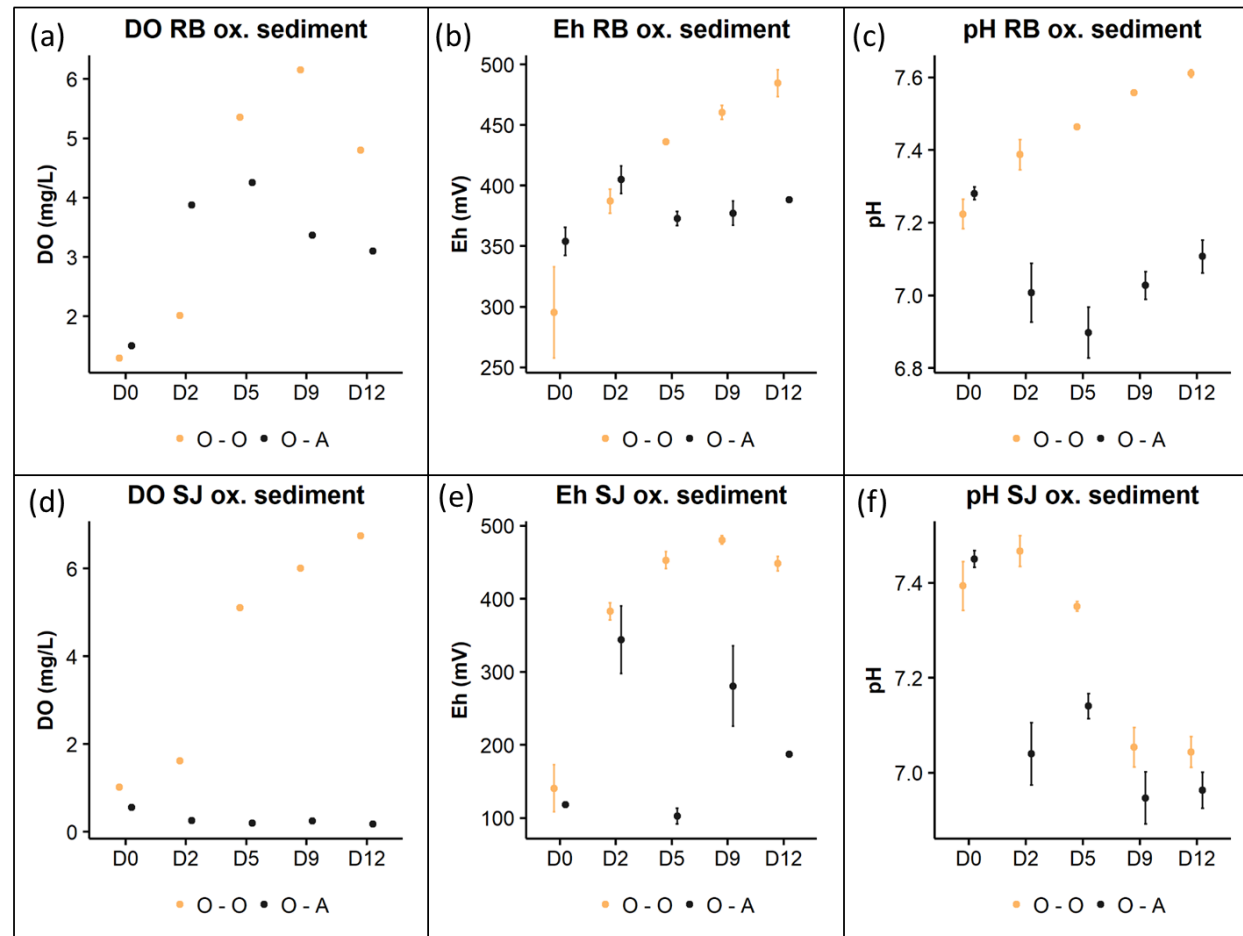 (a) DO RB ox. sediment
6
5
4
3
2
DO (mg/L)
D0 D2 D5 D9 D12
O - O O - A
(b) Eh RB ox. sediment
500
450
400
350
300
250
Eh (mV)
D0 D2 D5 D9 D12
O - O O - A
(c) pH RB ox. sediment
7.6
7.4
7.2
7.0
6.8
pH
D0 D2 D5 D9 D12
O - O O - A
(d) DO SJ ox. sediment
6
4
2
0
DO (mg/L)
D0 D2 D5 D9 D12
O - O O - A
(e) Eh SJ ox. sediment
500
400
300
200
100
Eh (mV)
D0 D2 D5 D9 D12
O - O O - A
(f) pH SJ ox. sediment
7.4
7.2
7.0
pH
D0 D2 D5 D9 D12
O - O O - A